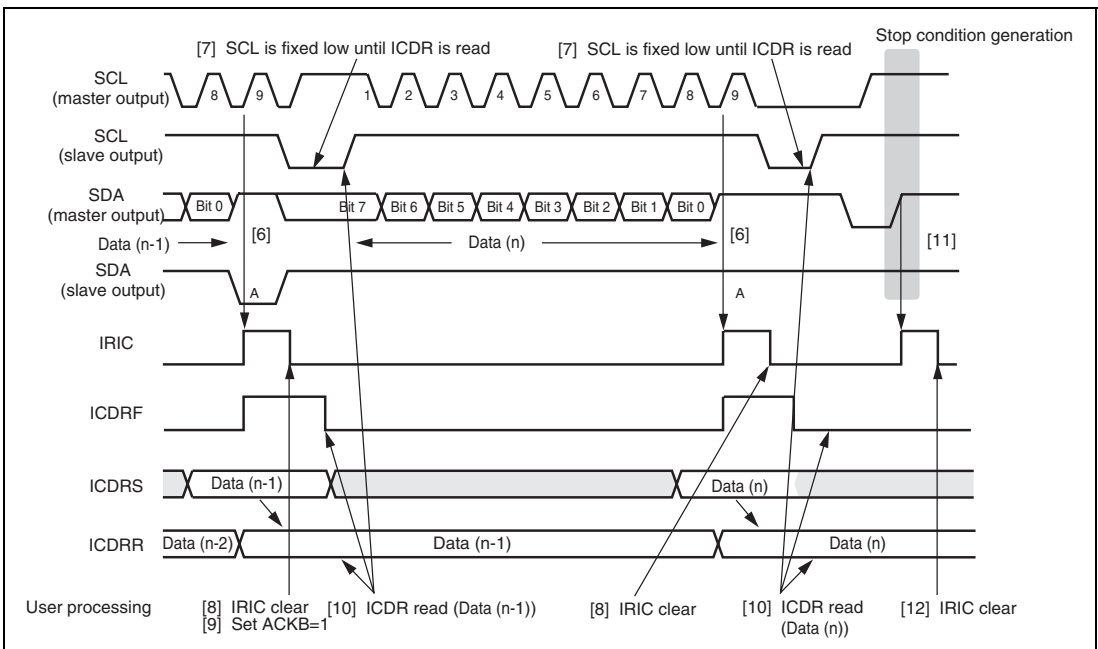 Stop condition generation
[7] SCL is fixed low until ICDR is read
[7] SCL is fixed low until ICDR is read
SCL
(master output)
8 9 1 2 3 4 5 6 7 8 9
SCL
(slave output)
SDA
(master output)
Bit 0 Bit 7 Bit 6 Bit 5 Bit 4 Bit 3 Bit 2 Bit 1 Bit 0
Data (n-1) [6] Data (n) [6] [11]
SDA
(slave output)
A A
IRIC
ICDRF
ICDRS
Data (n-1) Data (n)
ICDRR
Data (n-2) Data (n-1) Data (n)
User processing
[8] IRIC clear
[9] Set ACKB=1
[10] ICDR read (Data (n-1))
[8] IRIC clear
[10] ICDR read
(Data (n))
[12] IRIC clear